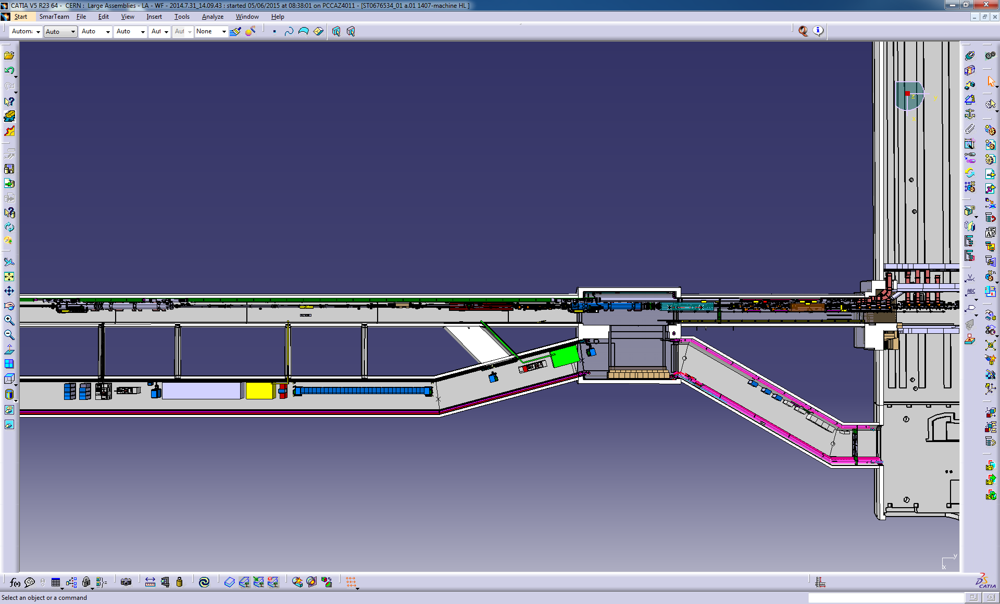 CATIA V5 R23 64 - CERN : Large Assemblies - LA - WF - 2014.7.31_14.09.43 : started 05/06/2015 at 08:38:01 on PCCAZ4011 - [ST0676534_01 a.01 1407-machine HL ]
Start SmarTeam File Edit View Insert Tools Analyze Window Help
Automa Auto Auto Auto Aut Aut None
ABC
y
x
f(x)
CATIA
Select an object or a command